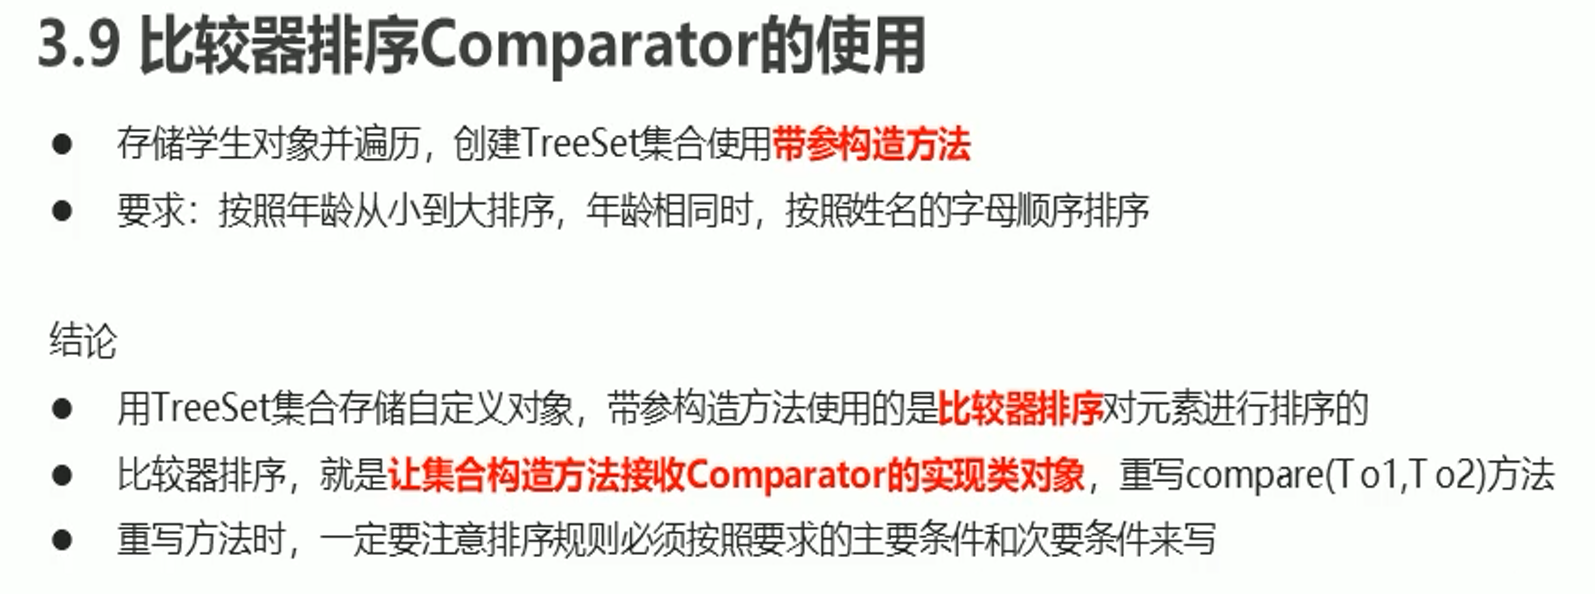 3.9 比较器排序Comparator的使用
● 存储学生对象并遍历，创建TreeSet集合使用带参构造方法
● 要求：按照年龄从小到大排序，年龄相同时，按照姓名的字母顺序排序
结论
● 用TreeSet集合存储自定义对象，带参构造方法使用的是比较器排序对元素进行排序的
● 比较器排序，就是让集合构造方法接收Comparator的实现类对象，重写compare(T o1,T o2)方法
● 重写方法时，一定要注意排序规则必须按照要求的主要条件和次要条件来写